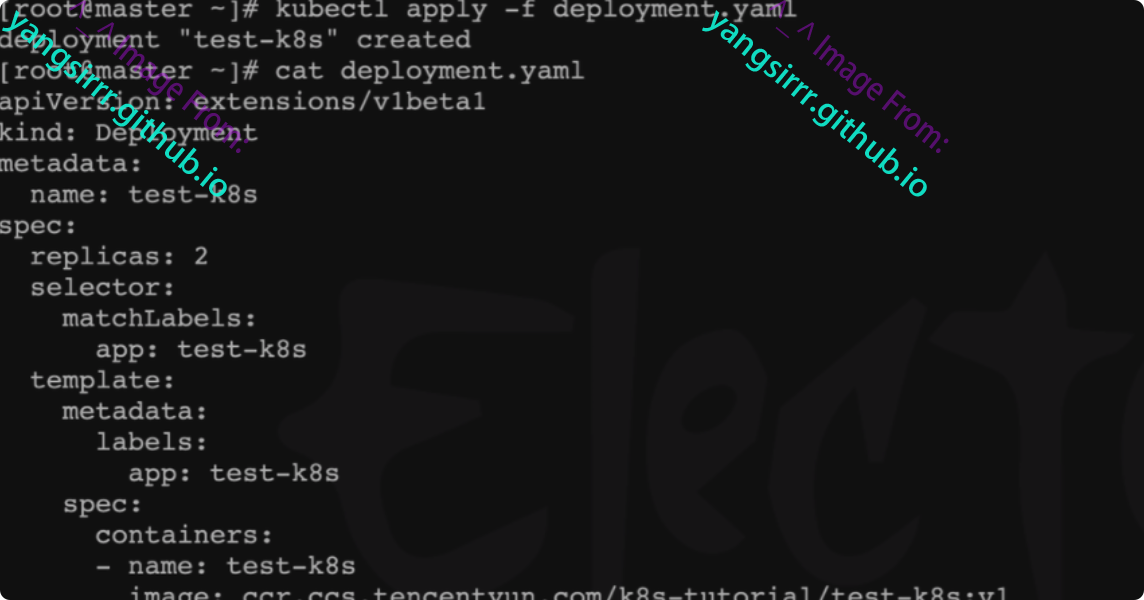 [root@master ~]# kubectl apply -f deployment.yaml
deployment "test-k8s" created
[root@master ~]# cat deployment.yaml
apiVersion: extensions/v1beta1
kind: Deployment
metadata:
  name: test-k8s
spec:
  replicas: 2
  selector:
    matchLabels:
      app: test-k8s
  template:
    metadata:
      labels:
        app: test-k8s
    spec:
      containers:
      - name: test-k8s
        image: ccr.ccs.tencentyun.com/k8s-tutorial/test-k8s:v1
^_^ Image From:
yangsirrr.github.io
^_^ Image From:
yangsirrr.github.io
Elect